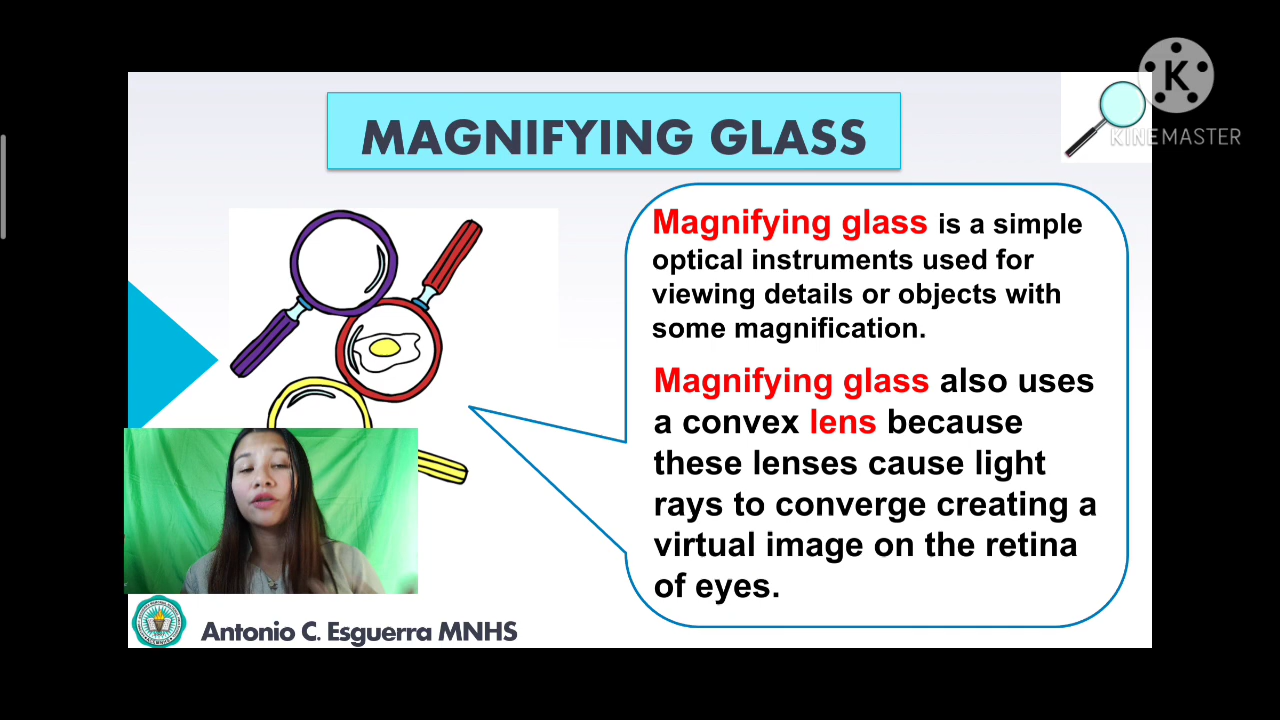 MAGNIFYING GLASS
K
KINEMASTER
Magnifying glass is a simple
optical instruments used for
viewing details or objects with
some magnification.
Magnifying glass also uses
a convex lens because
these lenses cause light
rays to converge creating a
virtual image on the retina
of eyes.
Antonio C. Esguerra MNHS